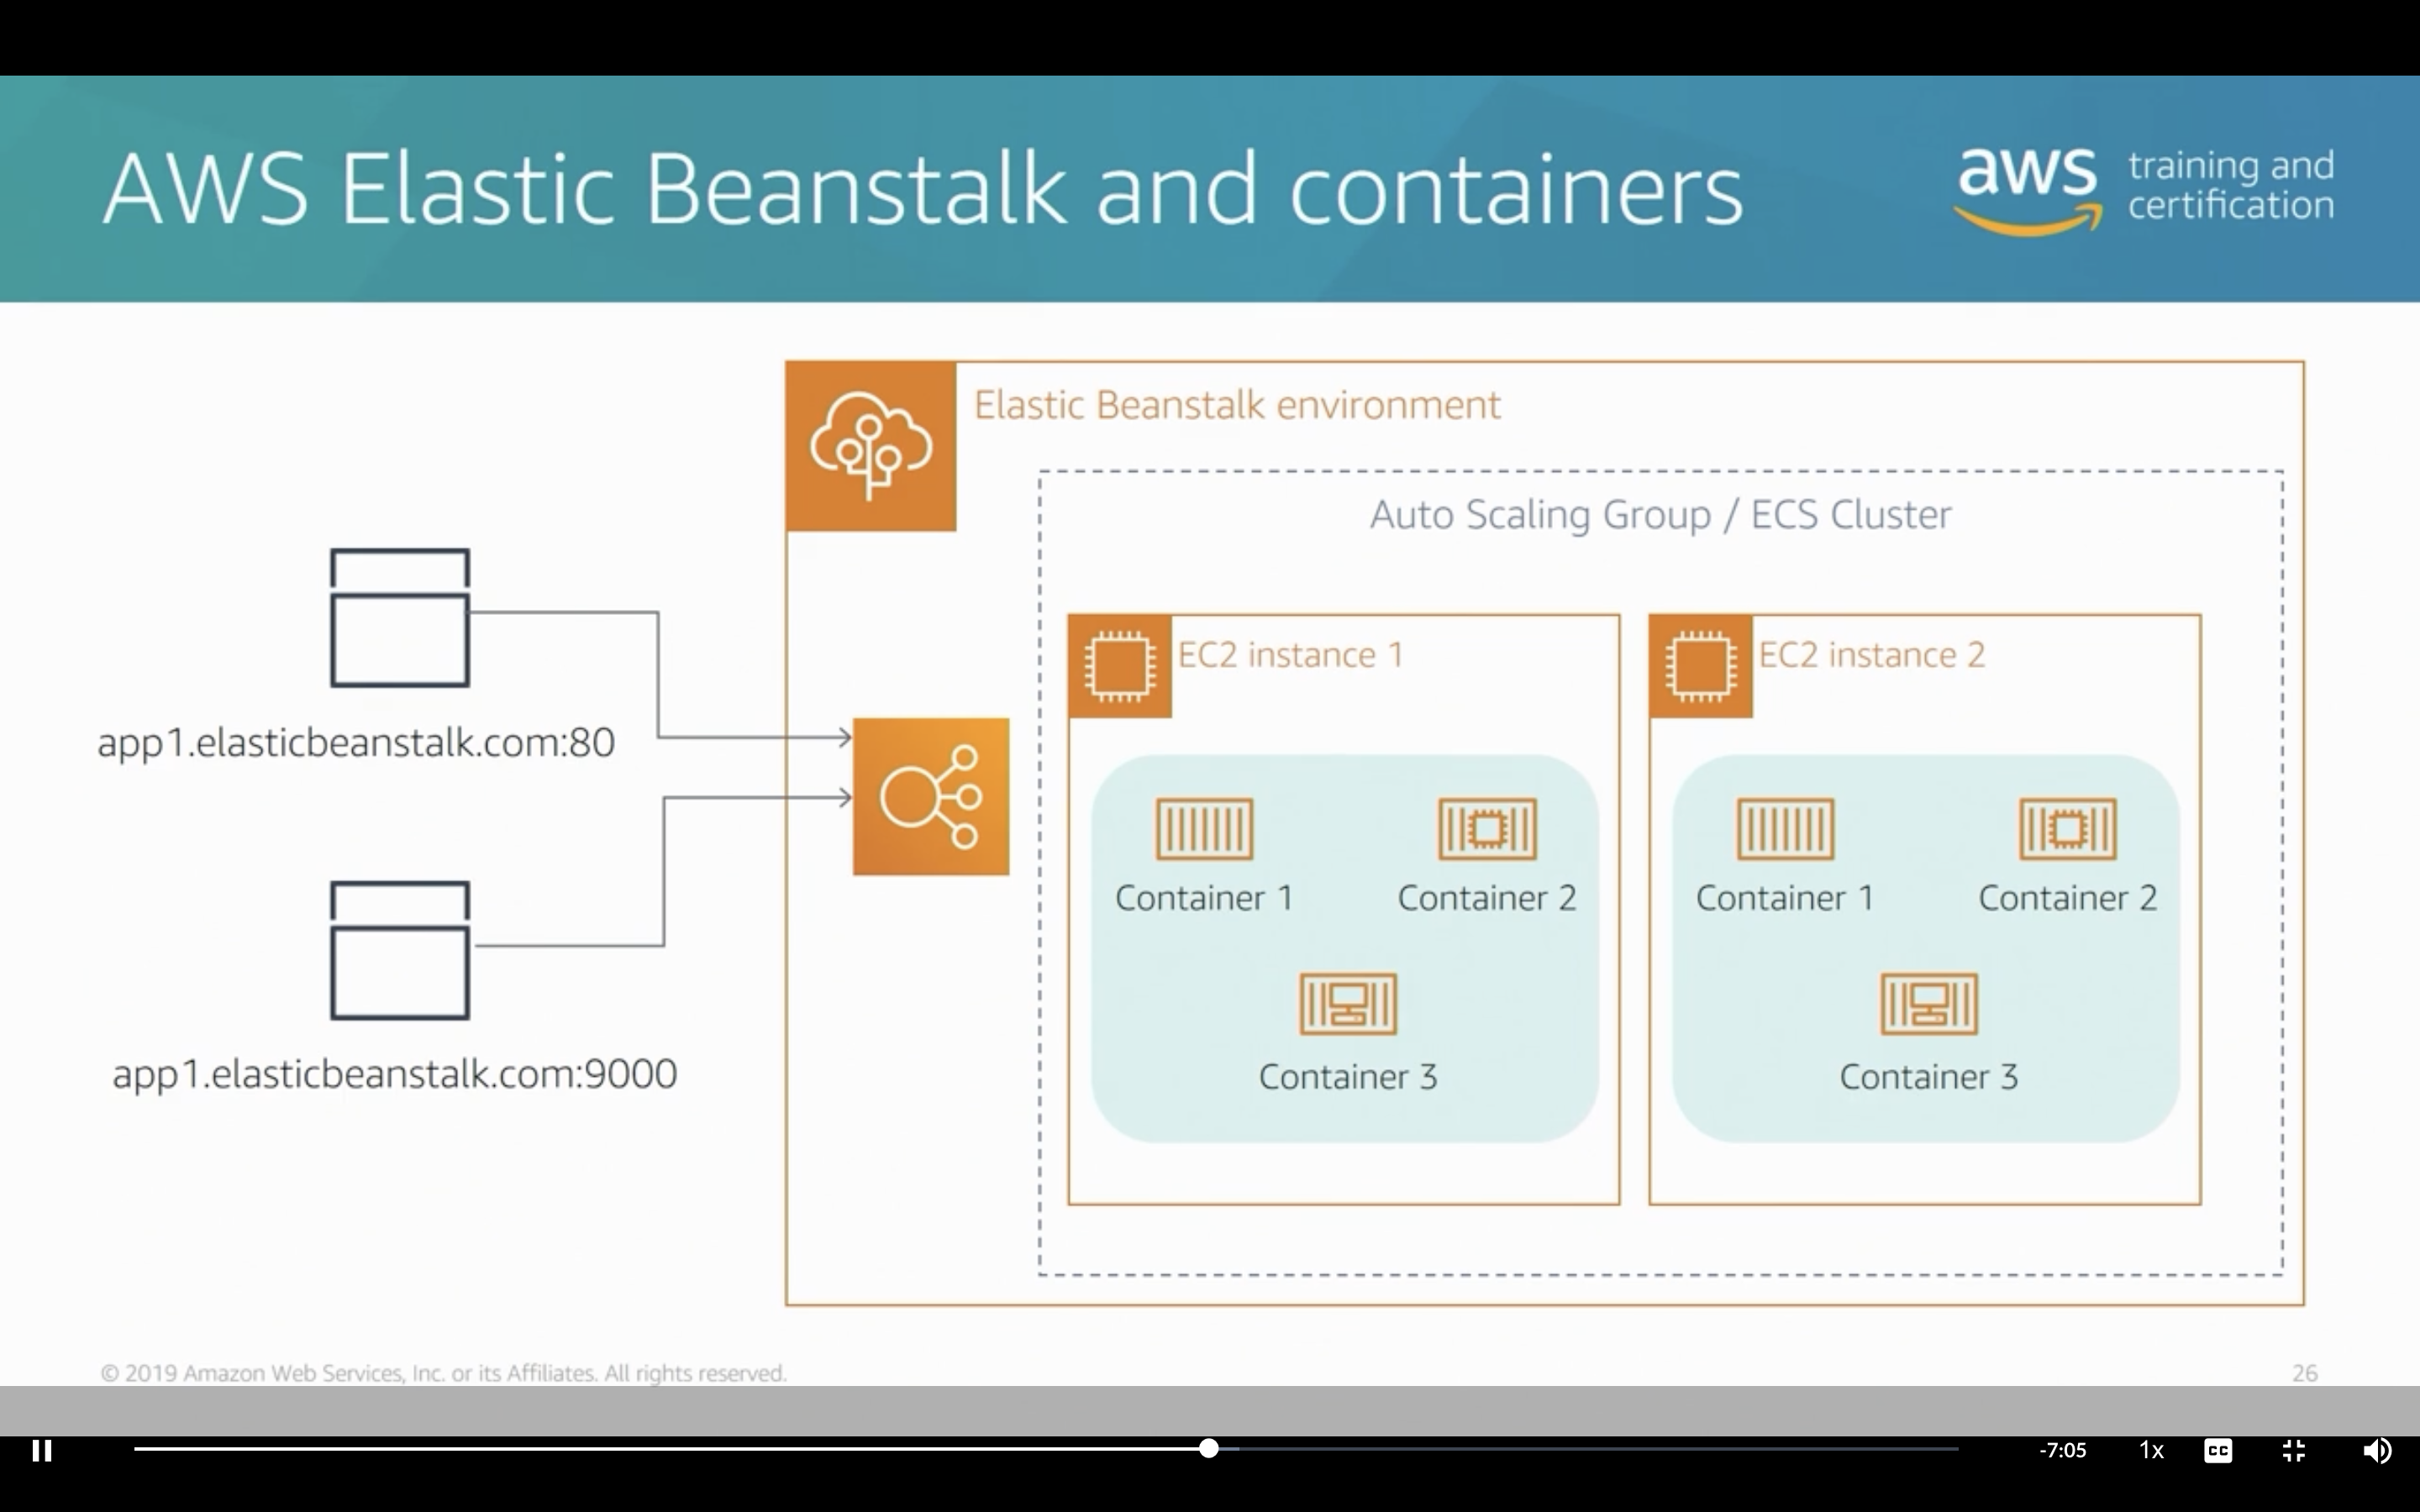 AWS Elastic Beanstalk and containers
aws training and
certification
Elastic Beanstalk environment
Auto Scaling Group / ECS Cluster
EC2 instance 1
EC2 instance 2
app1.elasticbeanstalk.com:80
Container 1
Container 2
Container 1
Container 2
Container 3
Container 3
app1.elasticbeanstalk.com:9000
© 2019 Amazon Web Services, Inc. or its Affiliates. All rights reserved.
26
-7:05
1x
CC